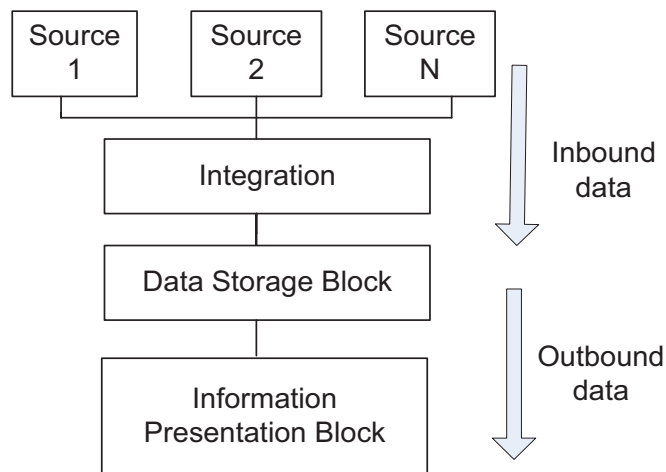 Source
1
Source
2
Source
N
Inbound
data
Integration
Data Storage Block
Outbound
data
Information
Presentation Block